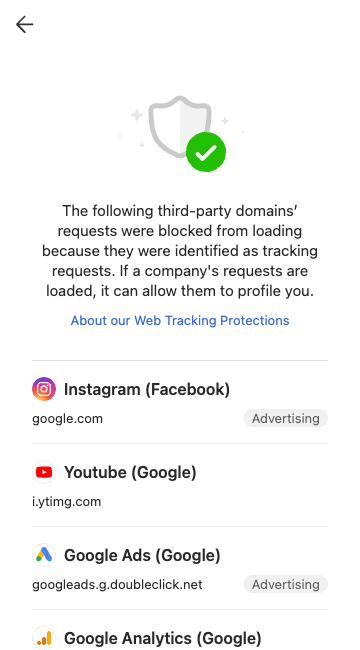 The following third-party domains’
requests were blocked from loading
because they were identified as tracking
requests. If a company's requests are
loaded, it can allow them to profile you.
About our Web Tracking Protections
Instagram (Facebook)
google.com Advertising
Youtube (Google)
i.ytimg.com
Google Ads (Google)
googleads.g.doubleclick.net Advertising
Google Analytics (Google)